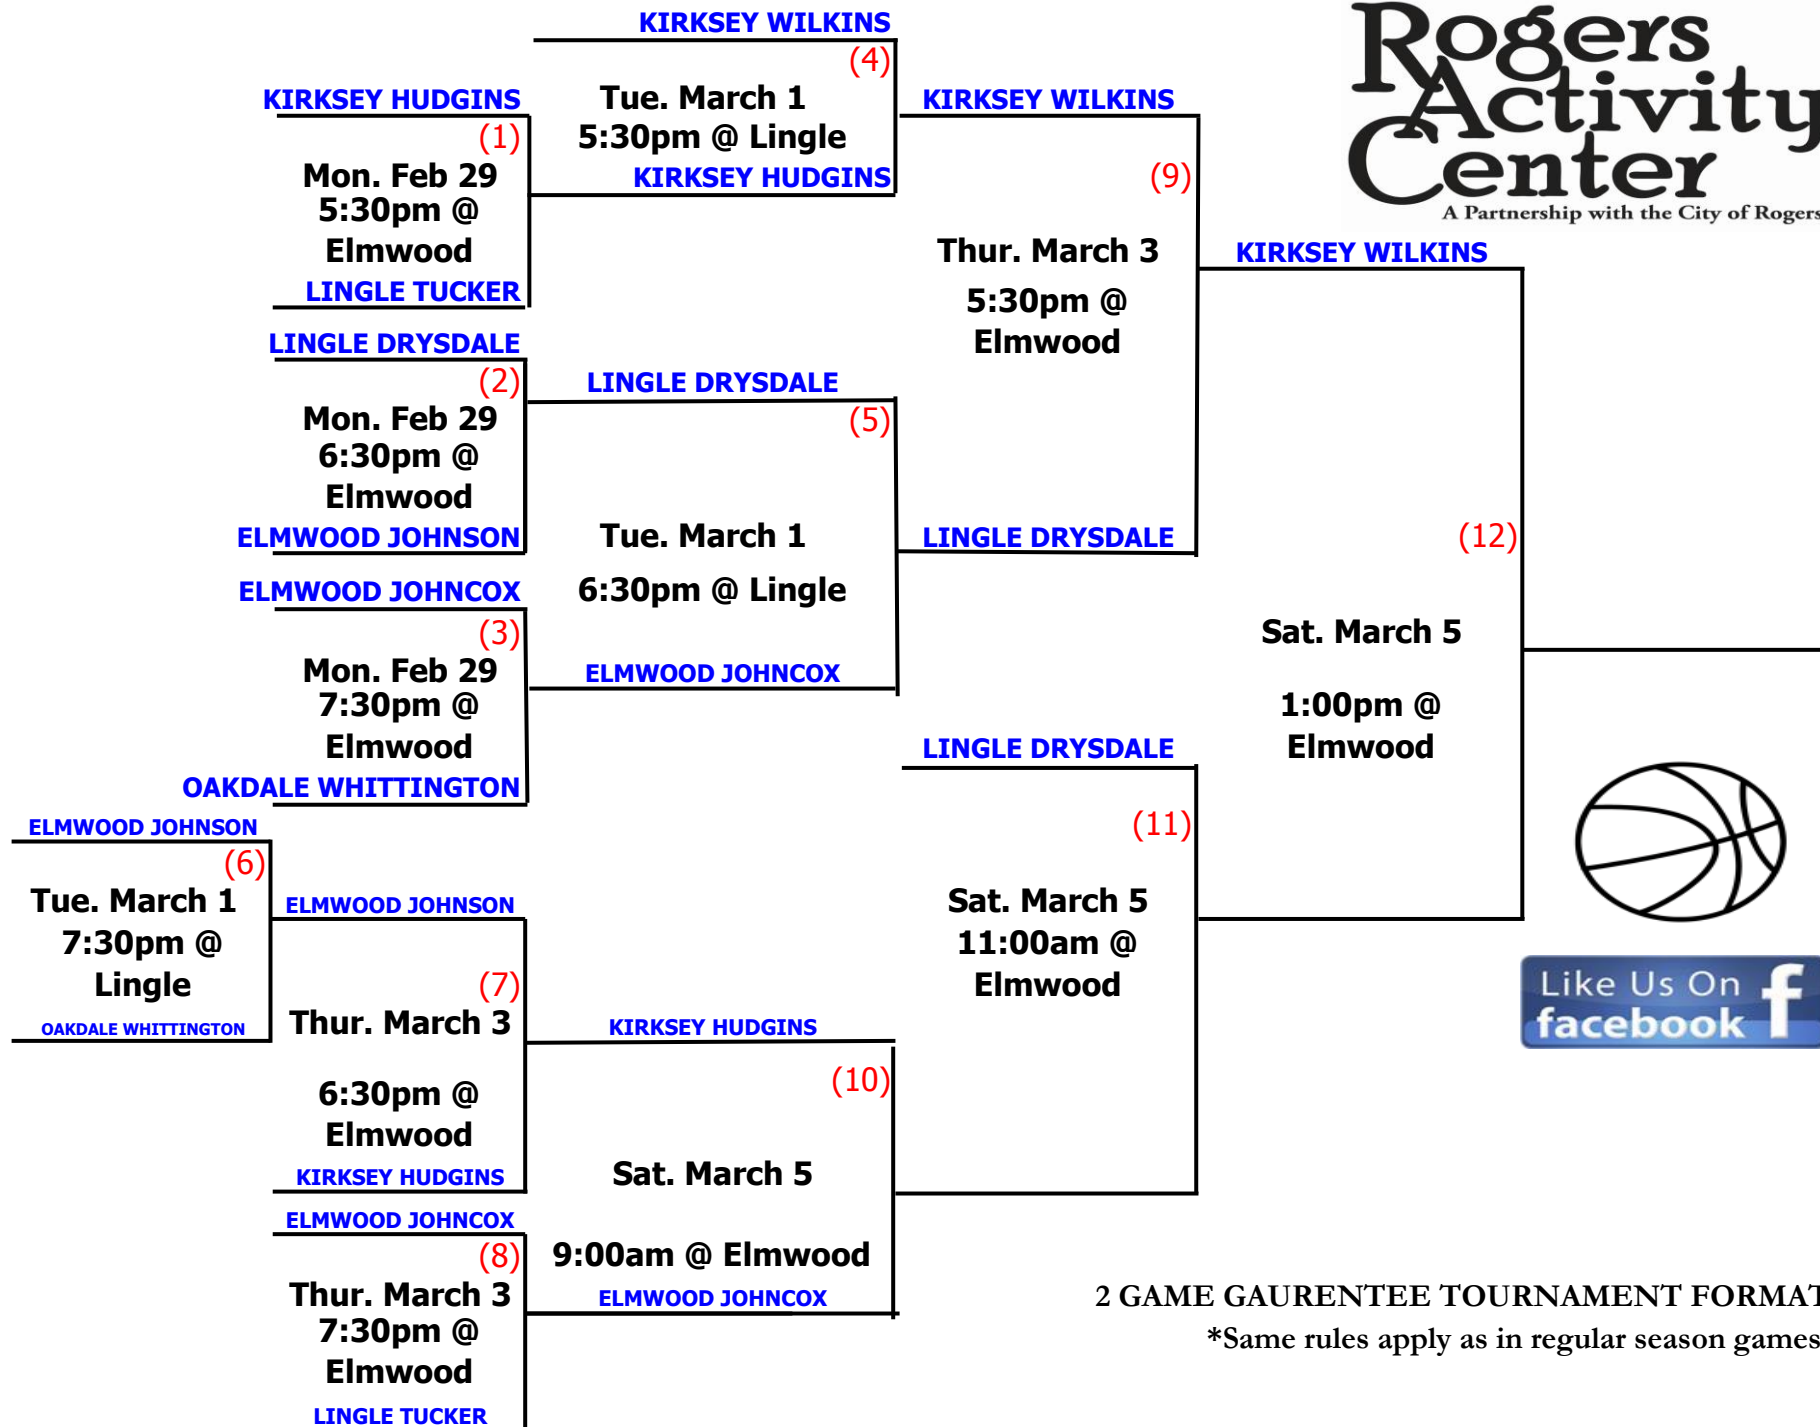 KIRKSEY WILKINS
(4)
Tue. March 1
5:30pm @ Lingle
KIRKSEY HUDGINS
KIRKSEY HUDGINS
(1)
Mon. Feb 29
5:30pm @
Elmwood
LINGLE TUCKER
LINGLE DRYSDALE
(2)
Mon. Feb 29
6:30pm @
Elmwood
ELMWOOD JOHNSON
LINGLE DRYSDALE
(5)
Tue. March 1
6:30pm @ Lingle
ELMWOOD JOHNCOX
ELMWOOD JOHNCOX
(3)
Mon. Feb 29
7:30pm @
Elmwood
OAKDALE WHITTINGTON
KIRKSEY WILKINS
(9)
Thur. March 3
5:30pm @
Elmwood
LINGLE DRYSDALE
Rogers
Activity
Center
A Partnership with the City of Rogers
KIRKSEY WILKINS
(12)
Sat. March 5
1:00pm @
Elmwood
LINGLE DRYSDALE
(11)
Sat. March 5
11:00am @
Elmwood
ELMWOOD JOHNSON
(6)
Tue. March 1
7:30pm @
Lingle
OAKDALE WHITTINGTON
ELMWOOD JOHNSON
(7)
Thur. March 3
6:30pm @
Elmwood
KIRKSEY HUDGINS
KIRKSEY HUDGINS
(10)
Sat. March 5
9:00am @ Elmwood
ELMWOOD JOHNCOX
ELMWOOD JOHNCOX
(8)
Thur. March 3
7:30pm @
Elmwood
LINGLE TUCKER
Like Us On
facebook f
2 GAME GAURENTEE TOURNAMENT FORMAT
*Same rules apply as in regular season games